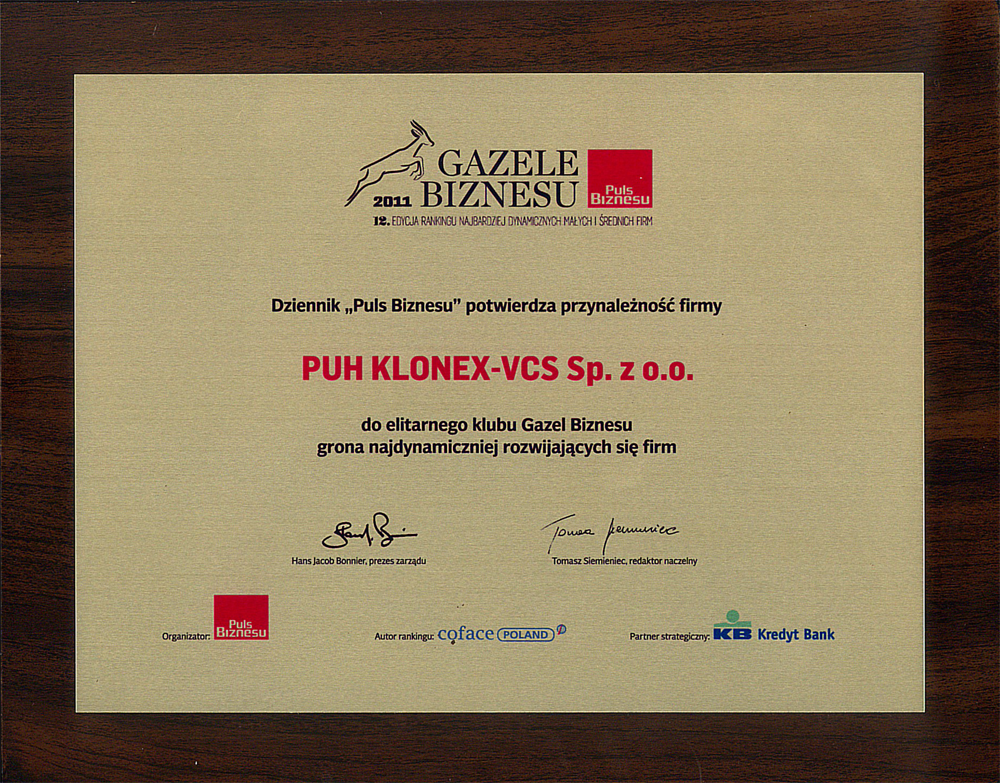 GAZELE
2011 BIZNESU
Puls
Biznesu
12. EDYCJA RANKINGU NAJBARDZIEJ DYNAMICZNYCH MAŁYCH I ŚREDNICH FIRM
Dziennik „Puls Biznesu” potwierdza przynależność firmy
PUH KLONEX-VCS Sp. z o.o.
do elitarnego klubu Gazel Biznesu
grona najdynamiczniej rozwijających się firm
Hans Jacob Bonnier, prezes zarządu
Tomasz Siemieniec, redaktor naczelny
Organizator: Puls
Biznesu
Autor rankingu: coface POLAND
Partner strategiczny: KB Kredyt Bank